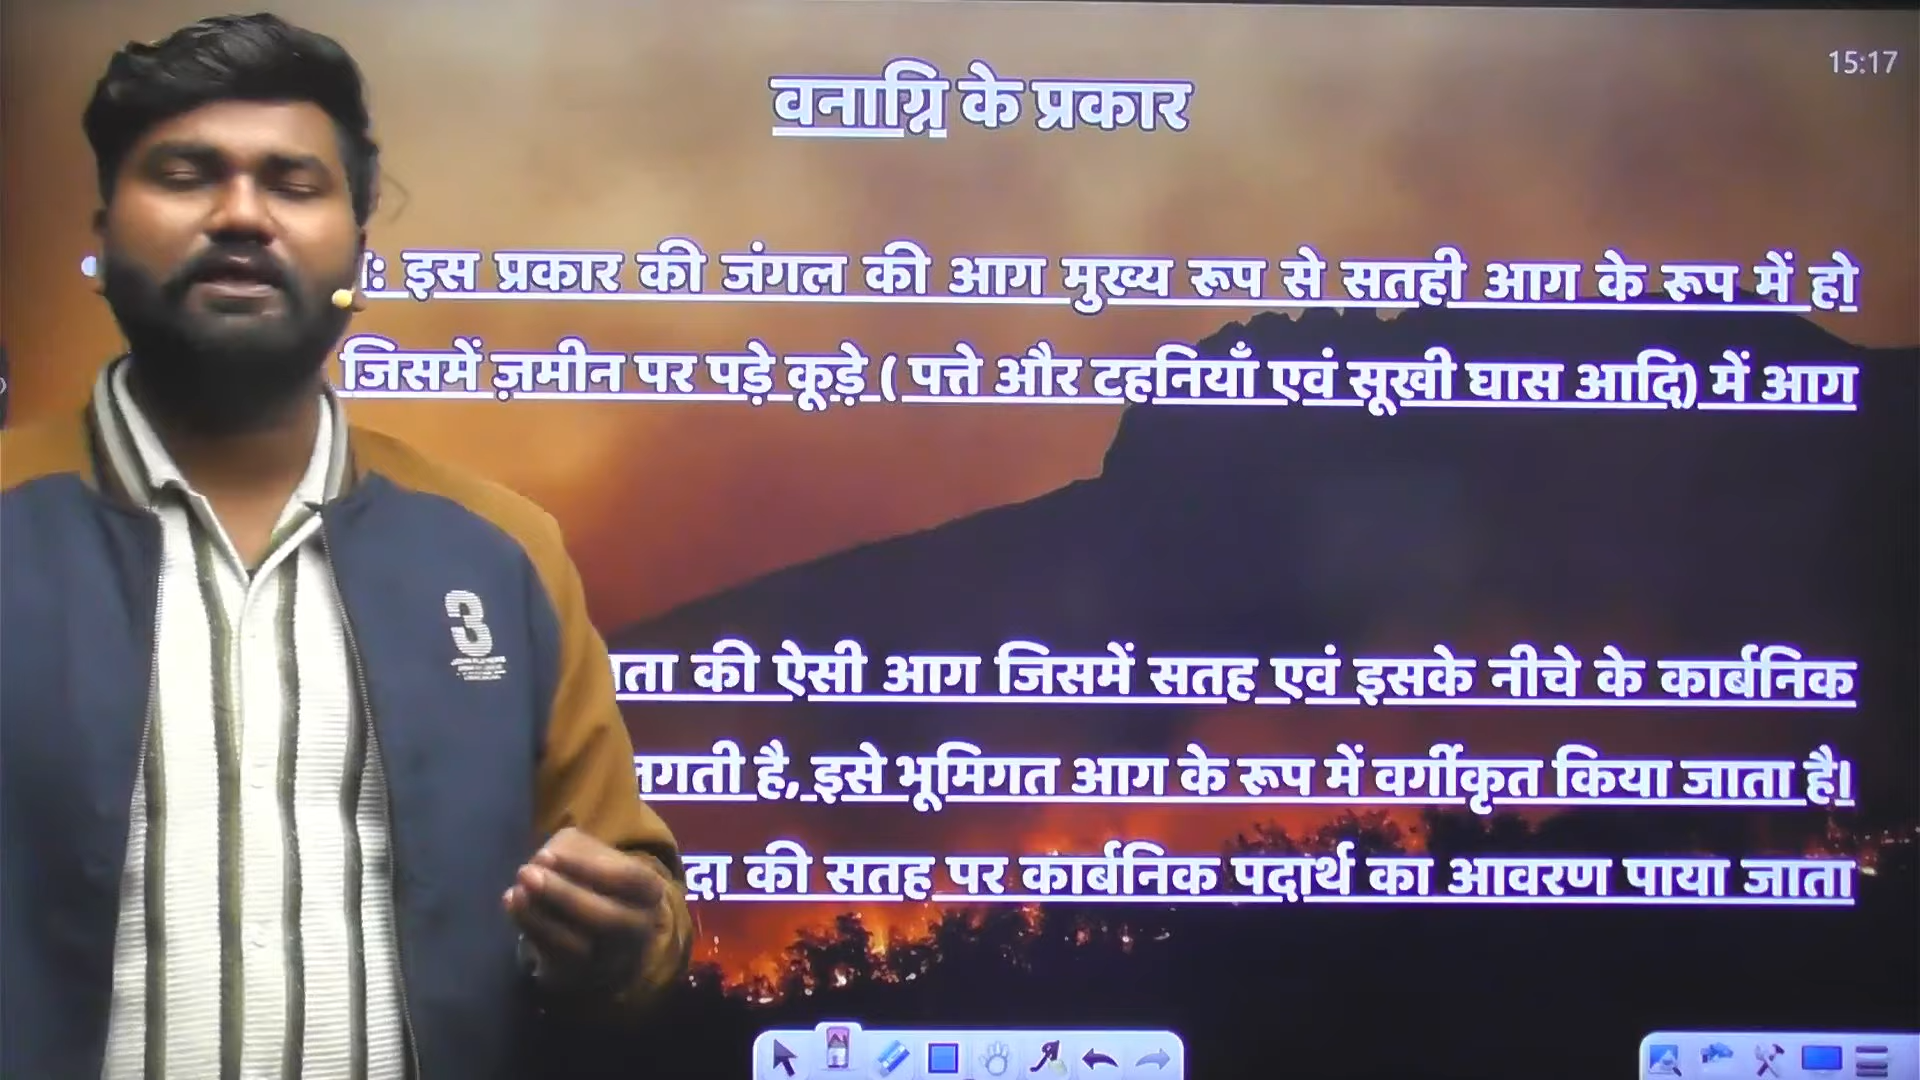 15:17
वनाग्नि के प्रकार
इस प्रकार की जंगल की आग मुख्य रूप से सतही आग के रूप में हो
जिसमें ज़मीन पर पड़े कूड़े ( पत्ते और टहनियाँ एवं सूखी घास आदि) में आग
की ऐसी आग जिसमें सतह एवं इसके नीचे के कार्बनिक
है, इसे भूमिगत आग के रूप में वर्गीकृत किया जाता है।
की सतह पर कार्बनिक पदार्थ का आवरण पाया जाता
3